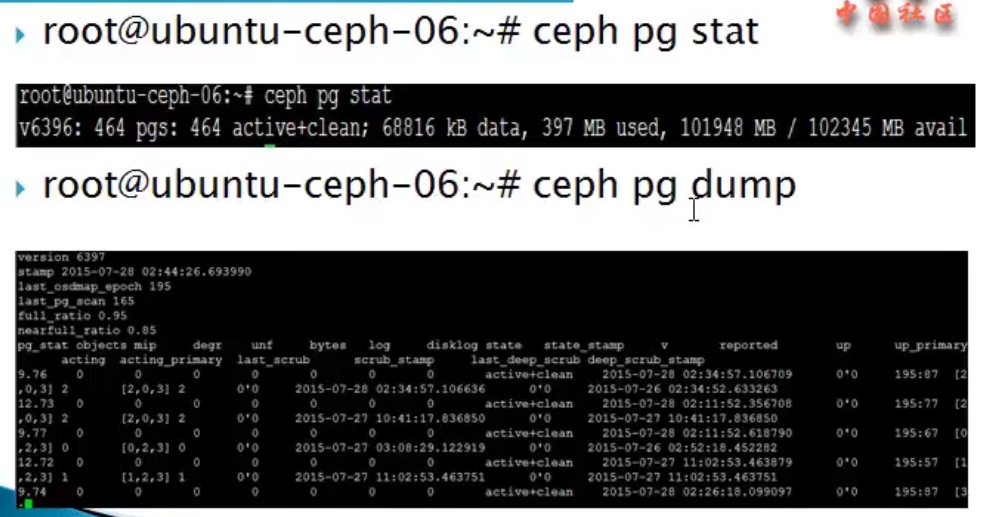 中国社区
root@ubuntu-ceph-06:~# ceph pg stat
root@ubuntu-ceph-06:~# ceph pg stat
v6396: 464 pgs: 464 active+clean; 68816 kB data, 397 MB used, 101948 MB / 102345 MB avail
root@ubuntu-ceph-06:~# ceph pg dump
version 6397
stamp 2015-07-28 02:44:26.693990
last_osdmap_epoch 195
last_pg_scan 165
full_ratio 0.95
nearfull_ratio 0.85
pg_stat objects mip degr unf bytes log disklog state state_stamp v reported up up_primary
acting acting_primary last_scrub scrub_stamp last_deep_scrub deep_scrub_stamp
9.76 0 0 0 0 0 0 0 active+clean 2015-07-28 02:34:57.106709 0'0 195:87 [2
,0,3] 2 [2,0,3] 2 0'0 2015-07-28 02:34:57.106636 0'0 2015-07-26 02:34:52.633263
12.73 0 0 0 0 0 0 0 active+clean 2015-07-28 02:11:52.356708 0'0 195:77 [2
,0,3] 2 [2,0,3] 2 0'0 2015-07-27 10:41:17.836850 0'0 2015-07-27 10:41:17.836850
9.77 0 0 0 0 0 0 0 active+clean 2015-07-28 02:11:52.618790 0'0 195:67 [0
,2,3] 0 [0,2,3] 0 0'0 2015-07-27 03:08:29.122919 0'0 2015-07-26 02:52:18.452282
12.72 0 0 0 0 0 0 0 active+clean 2015-07-27 11:02:53.463879 0'0 195:57 [1
,2,3] 1 [1,2,3] 1 0'0 2015-07-27 11:02:53.463751 0'0 2015-07-27 11:02:53.463751
9.74 0 0 0 0 0 0 0 active+clean 2015-07-28 02:26:18.099097 0'0 195:87 [3